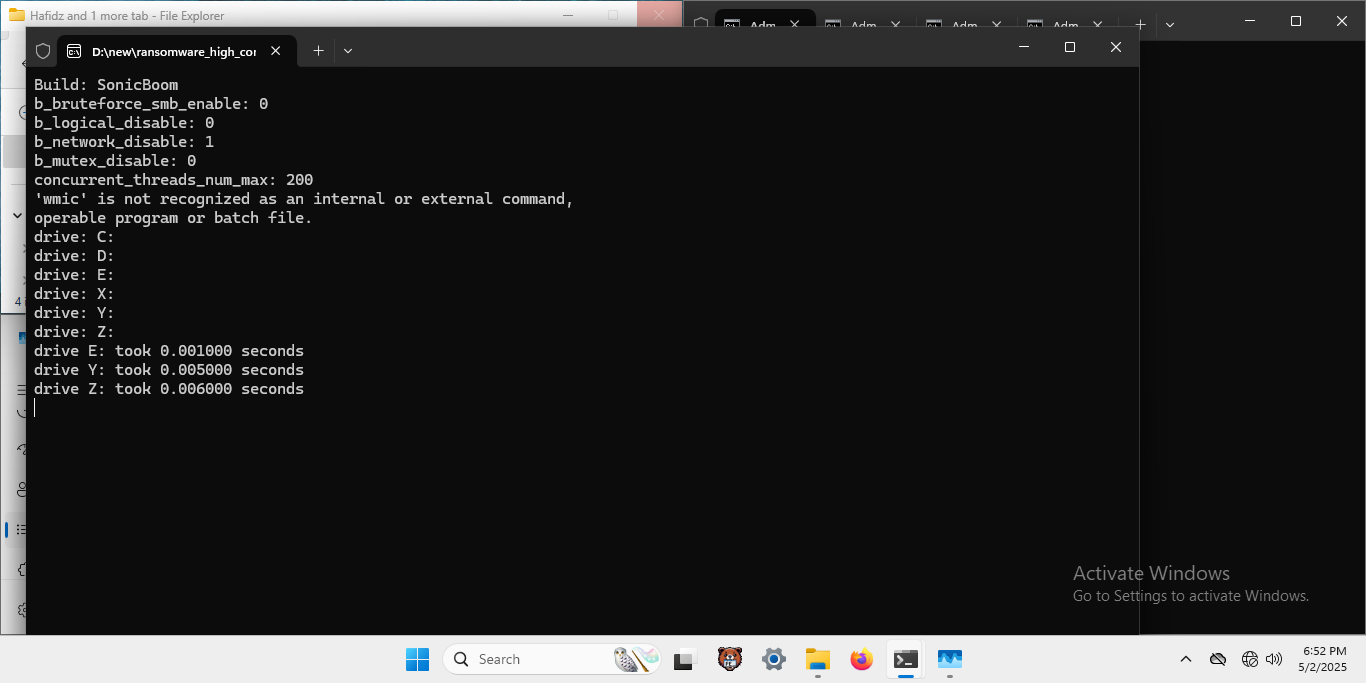 Hafidz and 1 more tab - File Explorer
Adm
Adm
Adm
Adm
D:\new\ransomware_high_cor
Build: SonicBoom
b_bruteforce_smb_enable: 0
b_logical_disable: 0
b_network_disable: 1
b_mutex_disable: 0
concurrent_threads_num_max: 200
'wmic' is not recognized as an internal or external command,
operable program or batch file.
drive: C:
drive: D:
drive: E:
drive: X:
drive: Y:
drive: Z:
drive E: took 0.001000 seconds
drive Y: took 0.005000 seconds
drive Z: took 0.006000 seconds
4
Activate Windows
Go to Settings to activate Windows.
Search
6:52 PM
5/2/2025